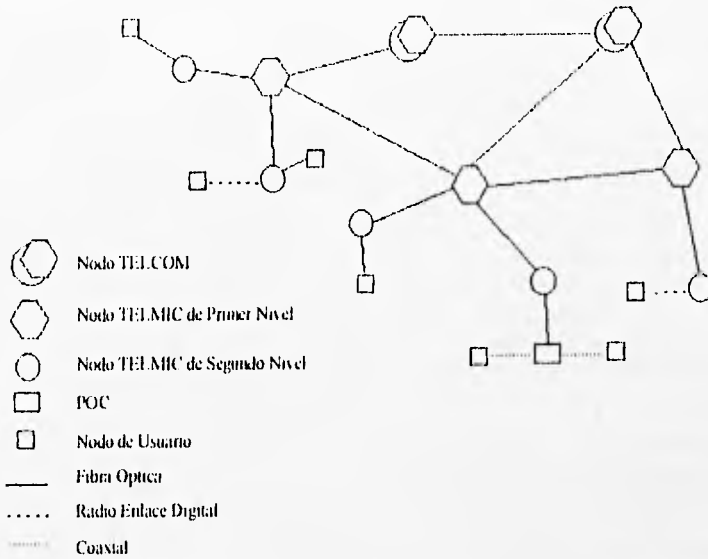 Nodo TELCOM
Nodo TELMIC de Primer Nivel
Nodo TELMIC de Segundo Nivel
POC
Nodo de Usuario
Fibra Optica
Radio Enlace Digital
Coaxial